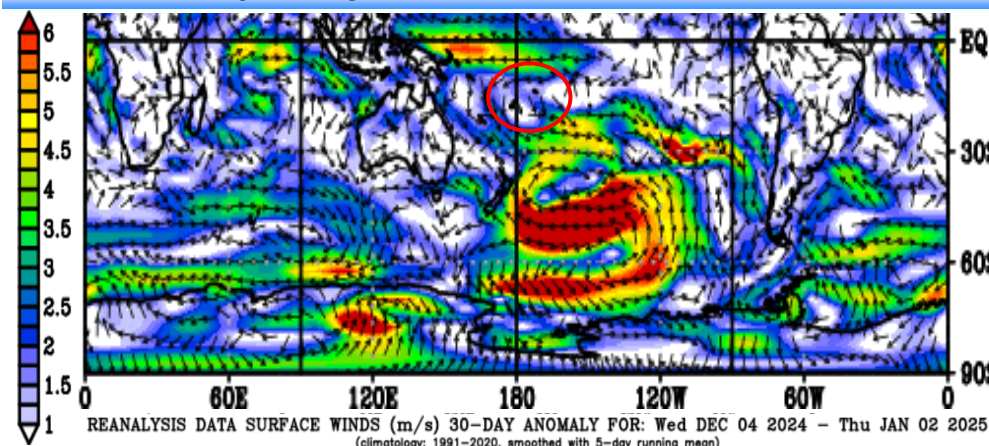 6
5.5
5
4.5
4
3.5
3
2.5
2
1.5
1
EQ
30S
60S
90S
0 60E 120E 180 120W 60W 0
REANALYSIS DATA SURFACE WINDS (m/s) 30-DAY ANOMALY FOR: Wed DEC 04 2024 – Thu JAN 02 2025
(climatology: 1991-2020, smoothed with 5-day running mean)